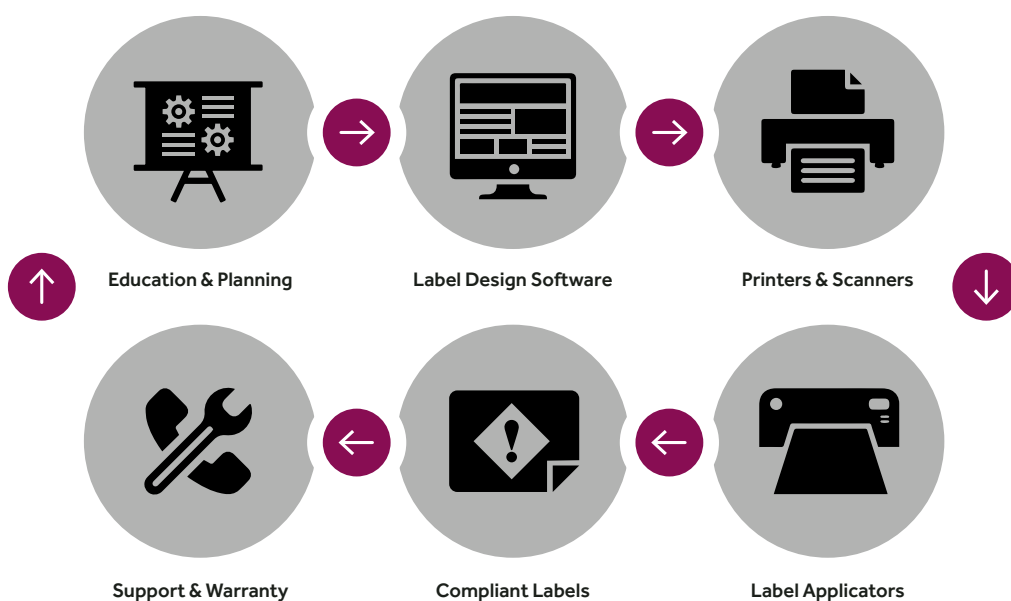 Education & Planning
Label Design Software
Printers & Scanners
Support & Warranty
Compliant Labels
Label Applicators